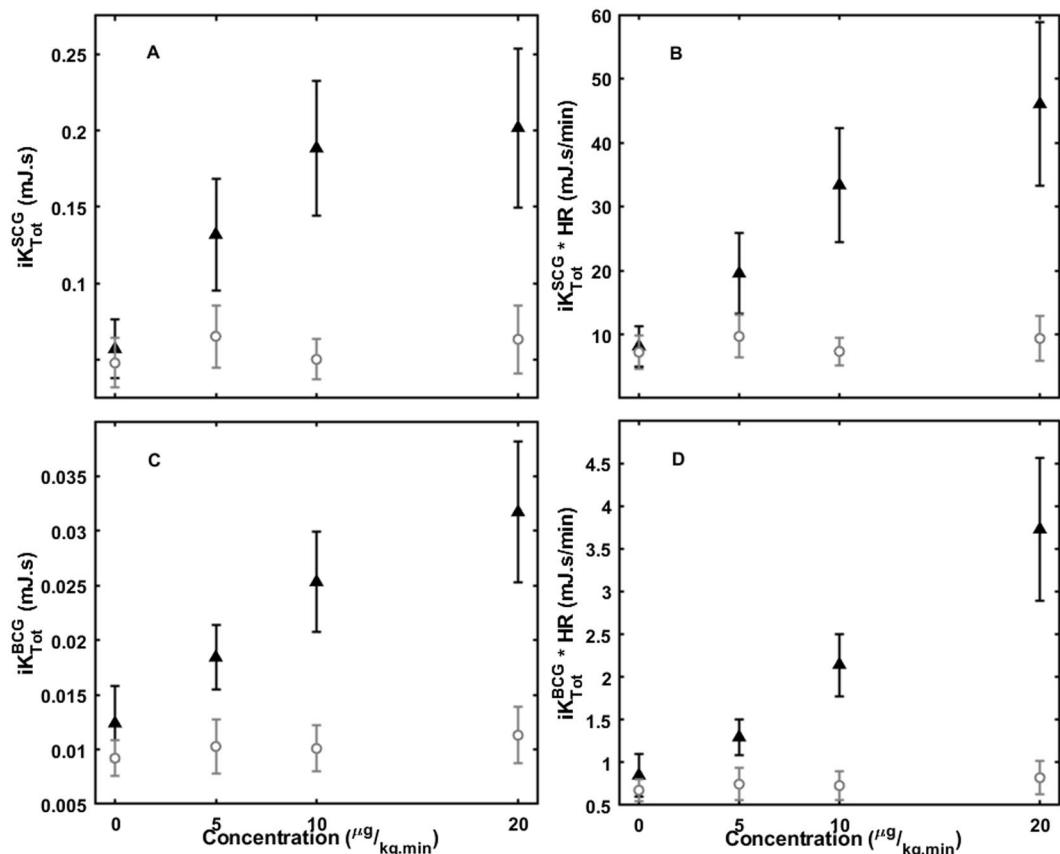 A
0.25
0.2
0.15
0.1
iK_Tot^SCG (mJ.s)
B
60
50
40
30
20
10
iK_Tot^SCG * HR (mJ.s/min)
C
0.035
0.03
0.025
0.02
0.015
0.01
0.005
iK_Tot^BCG (mJ.s)
0 5 10 20
Concentration (μg/kg.min)
D
4.5
4
3.5
3
2.5
2
1.5
1
0.5
iK_Tot^BCG * HR (mJ.s/min)
0 5 10 20
Concentration (μg/kg.min)